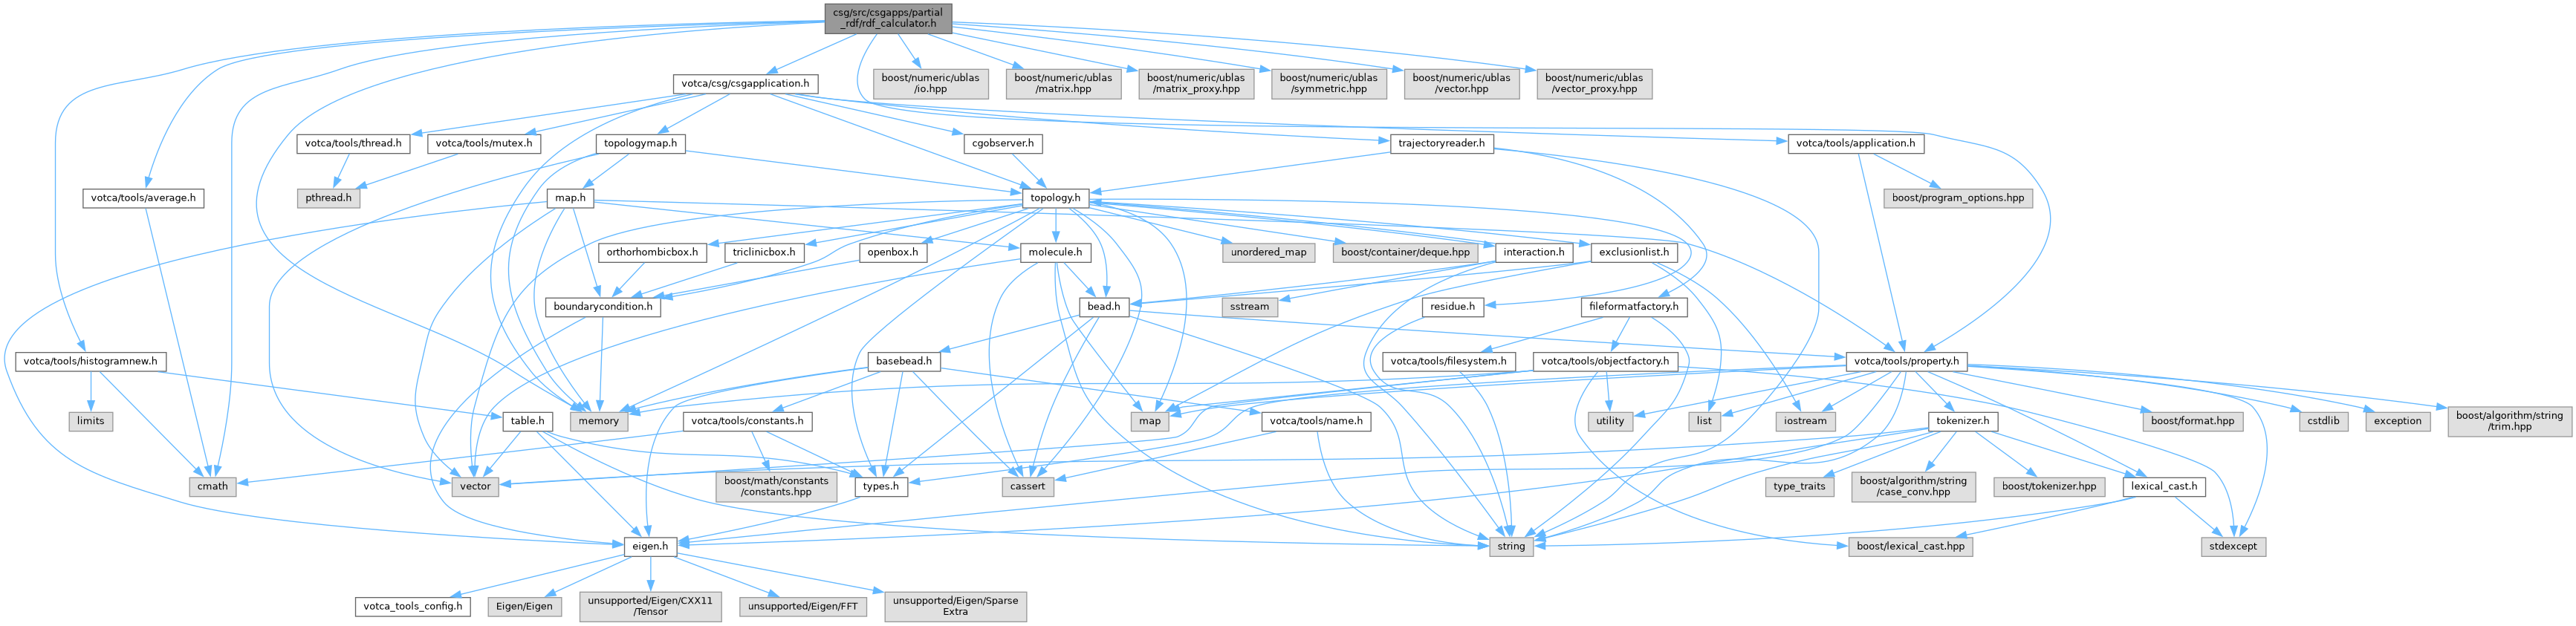 csg/src/csgapps/partial
_rdf/rdf_calculator.h
votca/csg/csgapplication.h
boost/numeric/ublas
/io.hpp
boost/numeric/ublas
/matrix.hpp
boost/numeric/ublas
/matrix_proxy.hpp
boost/numeric/ublas
/symmetric.hpp
boost/numeric/ublas
/vector.hpp
boost/numeric/ublas
/vector_proxy.hpp
votca/tools/thread.h
votca/tools/mutex.h
topologymap.h
cgobserver.h
trajectoryreader.h
votca/tools/application.h
votca/tools/average.h
pthread.h
map.h
topology.h
boost/program_options.hpp
orthorhombicbox.h
triclinicbox.h
openbox.h
molecule.h
unordered_map
boost/container/deque.hpp
interaction.h
exclusionlist.h
boundarycondition.h
bead.h
sstream
residue.h
fileformatfactory.h
votca/tools/histogramnew.h
basebead.h
votca/tools/filesystem.h
votca/tools/objectfactory.h
votca/tools/property.h
limits
table.h
memory
votca/tools/constants.h
map
votca/tools/name.h
utility
list
iostream
tokenizer.h
boost/format.hpp
cstdlib
exception
boost/algorithm/string
/trim.hpp
cmath
vector
boost/math/constants
/constants.hpp
types.h
cassert
type_traits
boost/algorithm/string
/case_conv.hpp
boost/tokenizer.hpp
lexical_cast.h
eigen.h
string
boost/lexical_cast.hpp
stdexcept
votca_tools_config.h
Eigen/Eigen
unsupported/Eigen/CXX11
/Tensor
unsupported/Eigen/FFT
unsupported/Eigen/Sparse
Extra